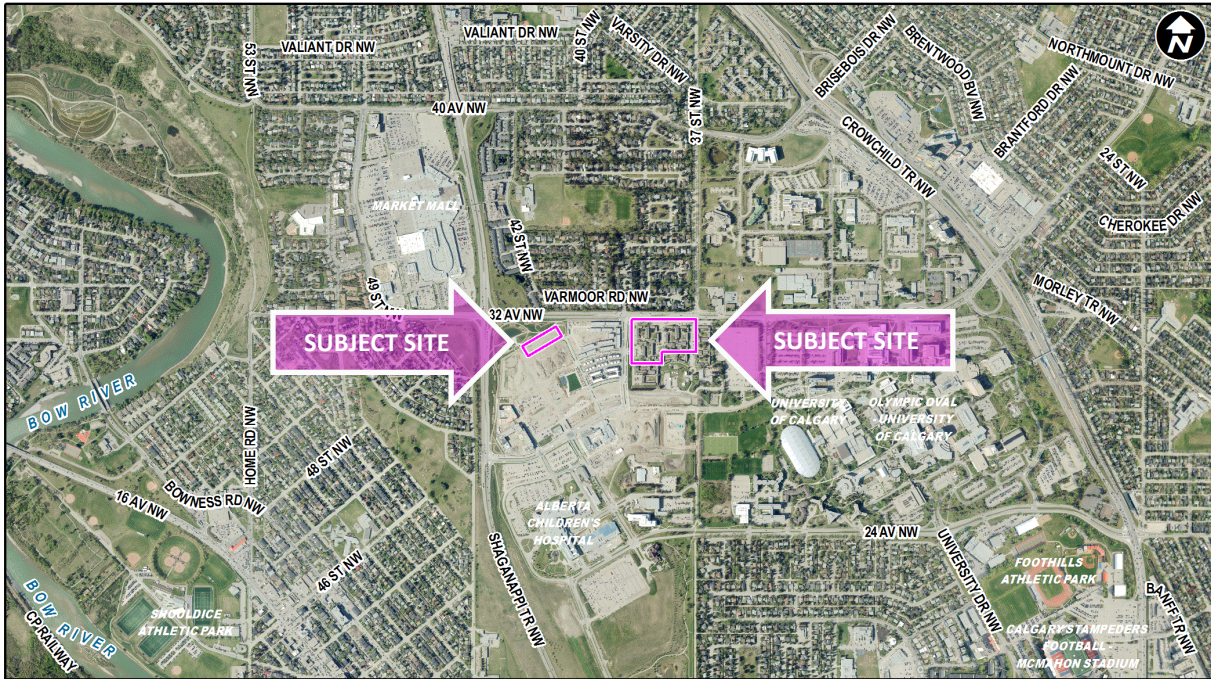 N
VALIANT DR NW
VALIANT DR NW
40 ST NW
VARSITY DR NW
BRISEBOIS DR NW
BRENTWOOD BV NW
NORTHMOUNT DR NW
53 ST NW
40 AV NW
37 ST NW
CROWCHILD TR NW
BRANTFORD DR NW
24 ST NW
MARKET MALL
CHEROKEE DR NW
42 ST NW
49 ST NW
VARMOOR RD NW
MORLEY TR NW
32 AV NW
SUBJECT SITE
SUBJECT SITE
BOW RIVER
UNIVERSITY
OF CALGARY
OLYMPIC OVAL
-UNIVERSITY
OF CALGARY
HOME RD NW
48 ST NW
16 AV NW
BOWNESS RD NW
ALBERTA
CHILDREN'S
HOSPITAL
24 AV NW
SHAGANAPPI TR NW
UNIVERSITY DR NW
46 ST NW
FOOTHILLS
ATHLETIC PARK
BANFF TR NW
BOW RIVER
CP RAILWAY
SHOULDICE
ATHLETIC PARK
CALGARY STAMPEDERS
FOOTBALL -
MCMAHON STADIUM